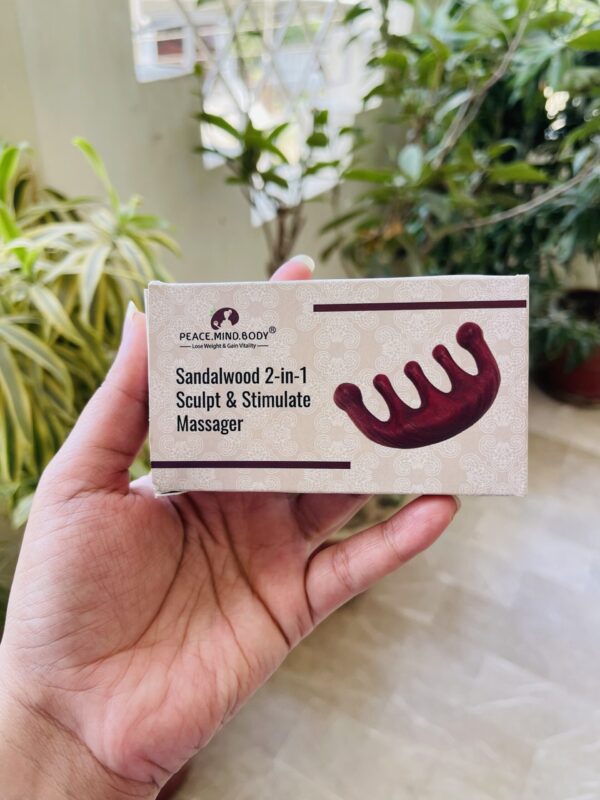 PEACE.MIND.BODY®
Lose Weight & Gain Vitality
Sandalwood 2-in-1
Sculpt & Stimulate
Massager